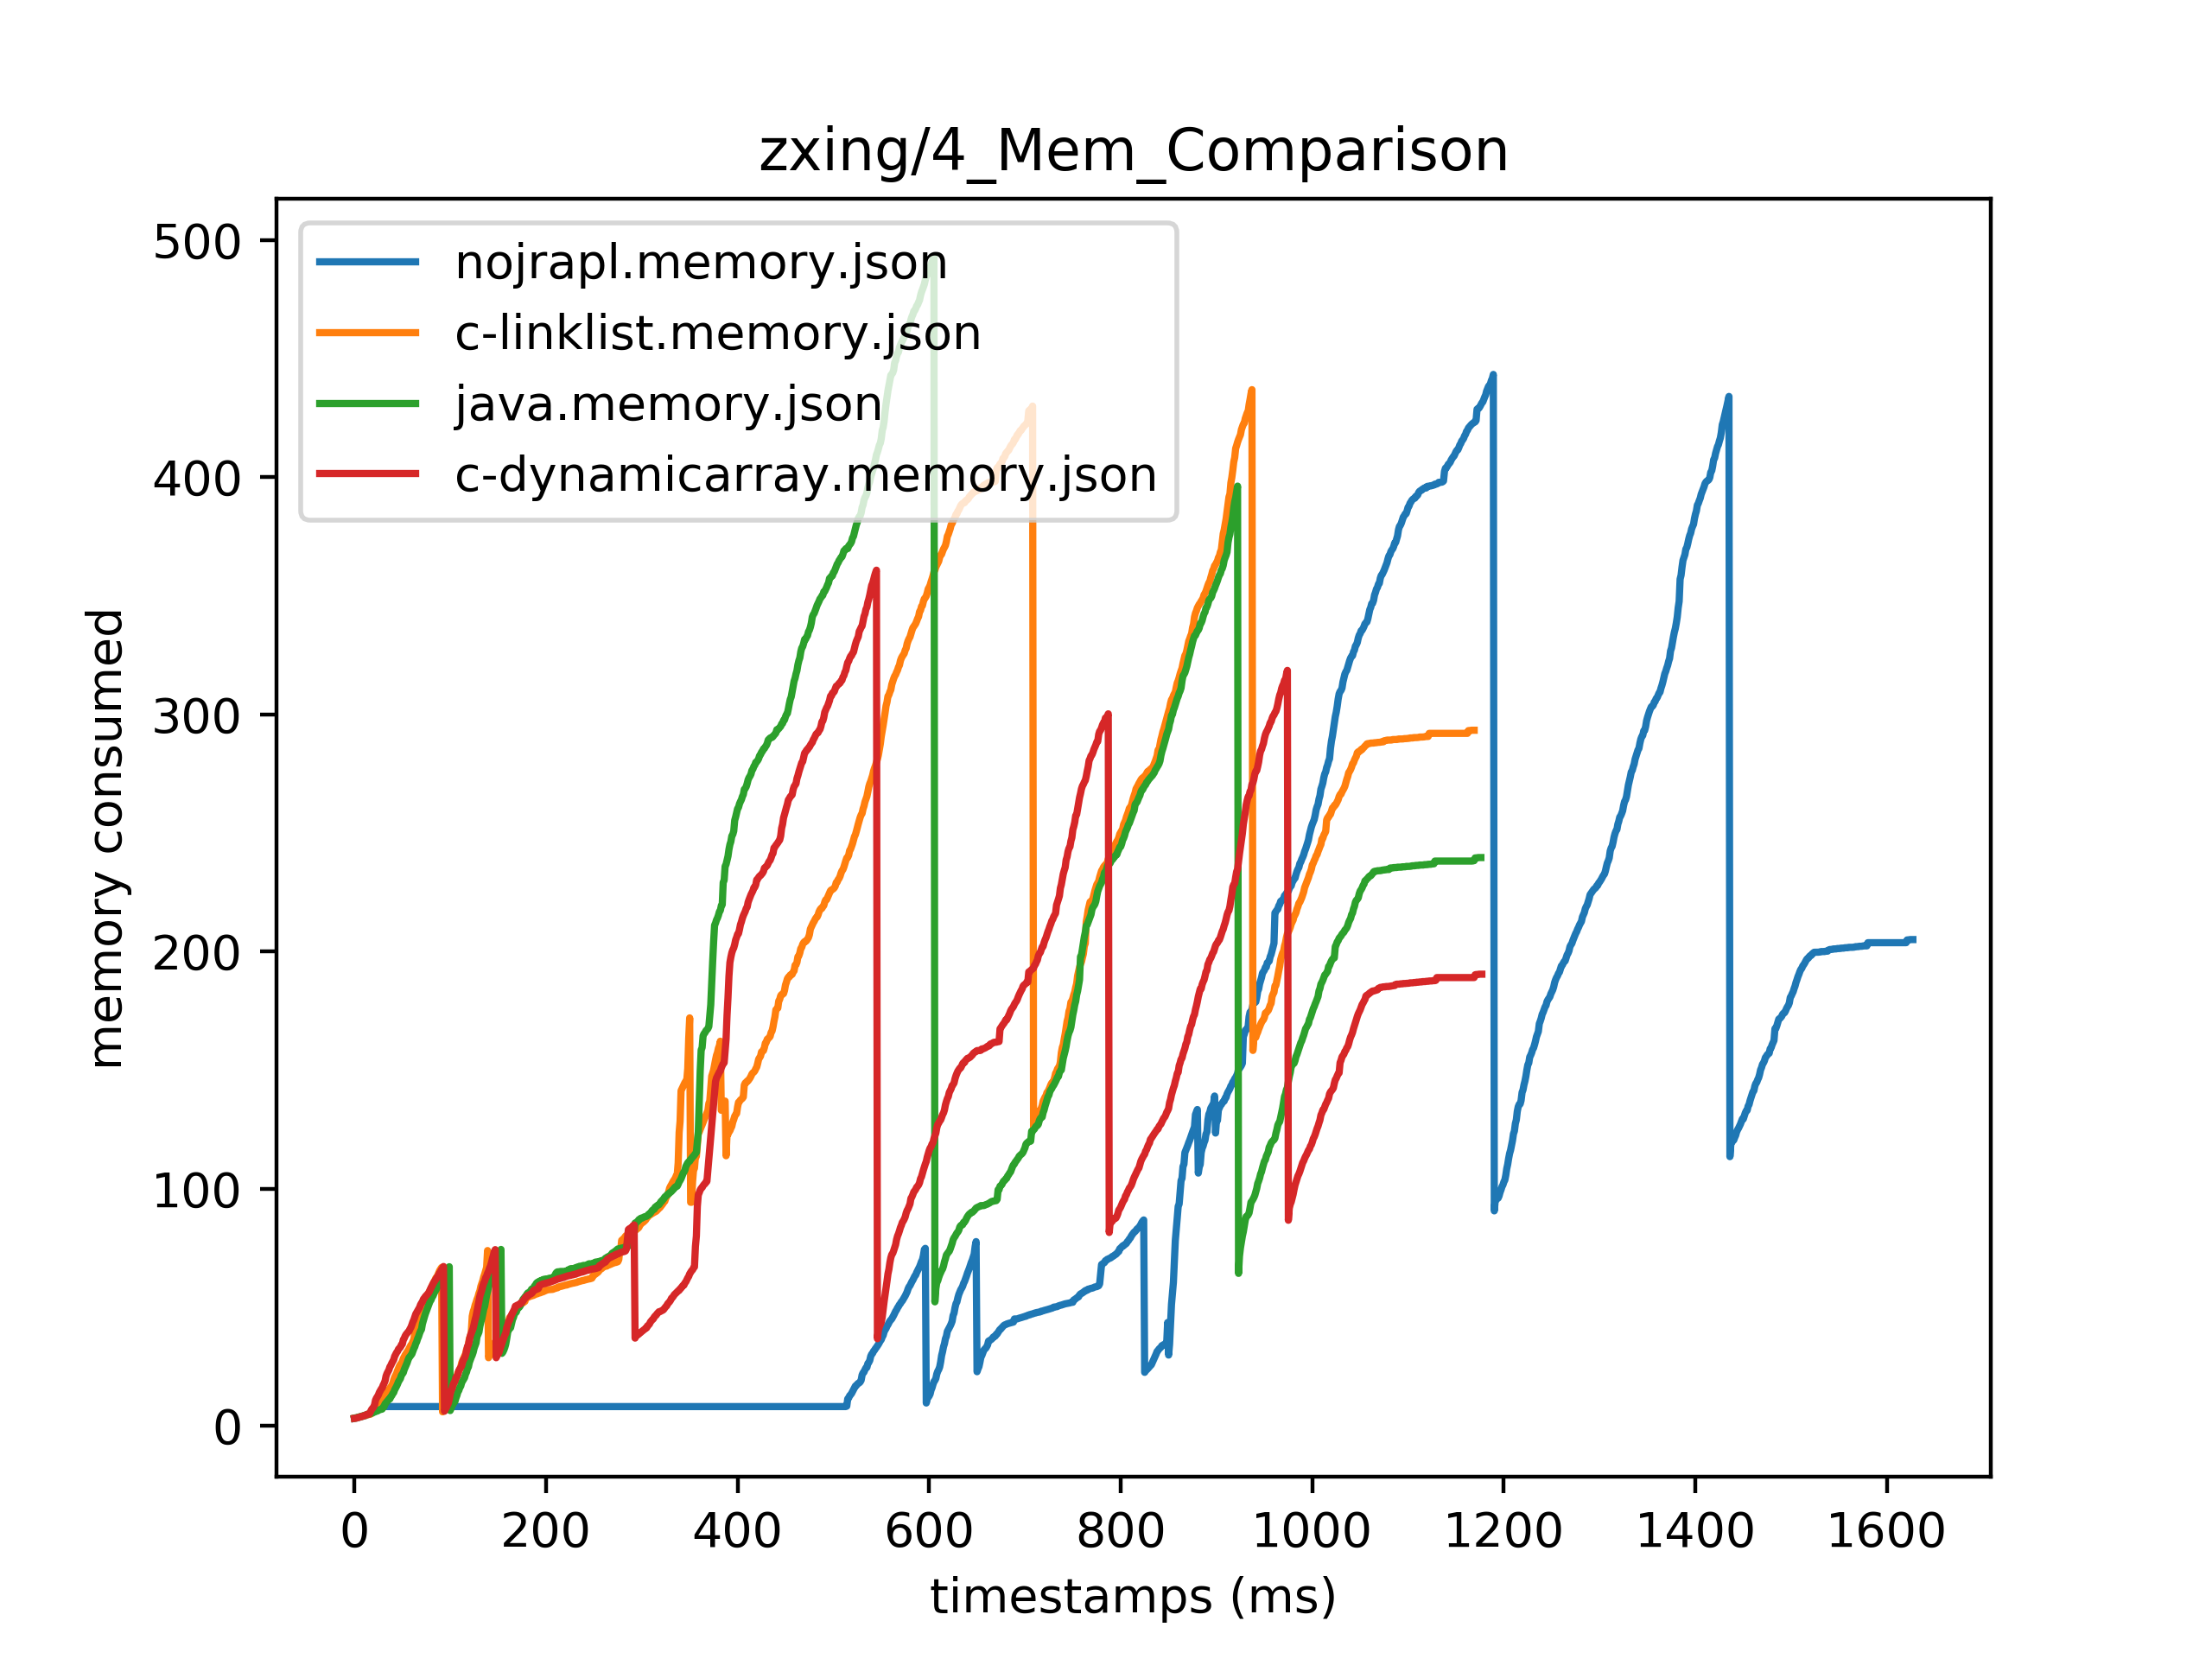 zxing/4_Mem_Comparison
nojrapl.memory.json
c-linklist.memory.json
java.memory.json
c-dynamicarray.memory.json
memory consumed
500
400
300
200
100
0
0 200 400 600 800 1000 1200 1400 1600
timestamps (ms)